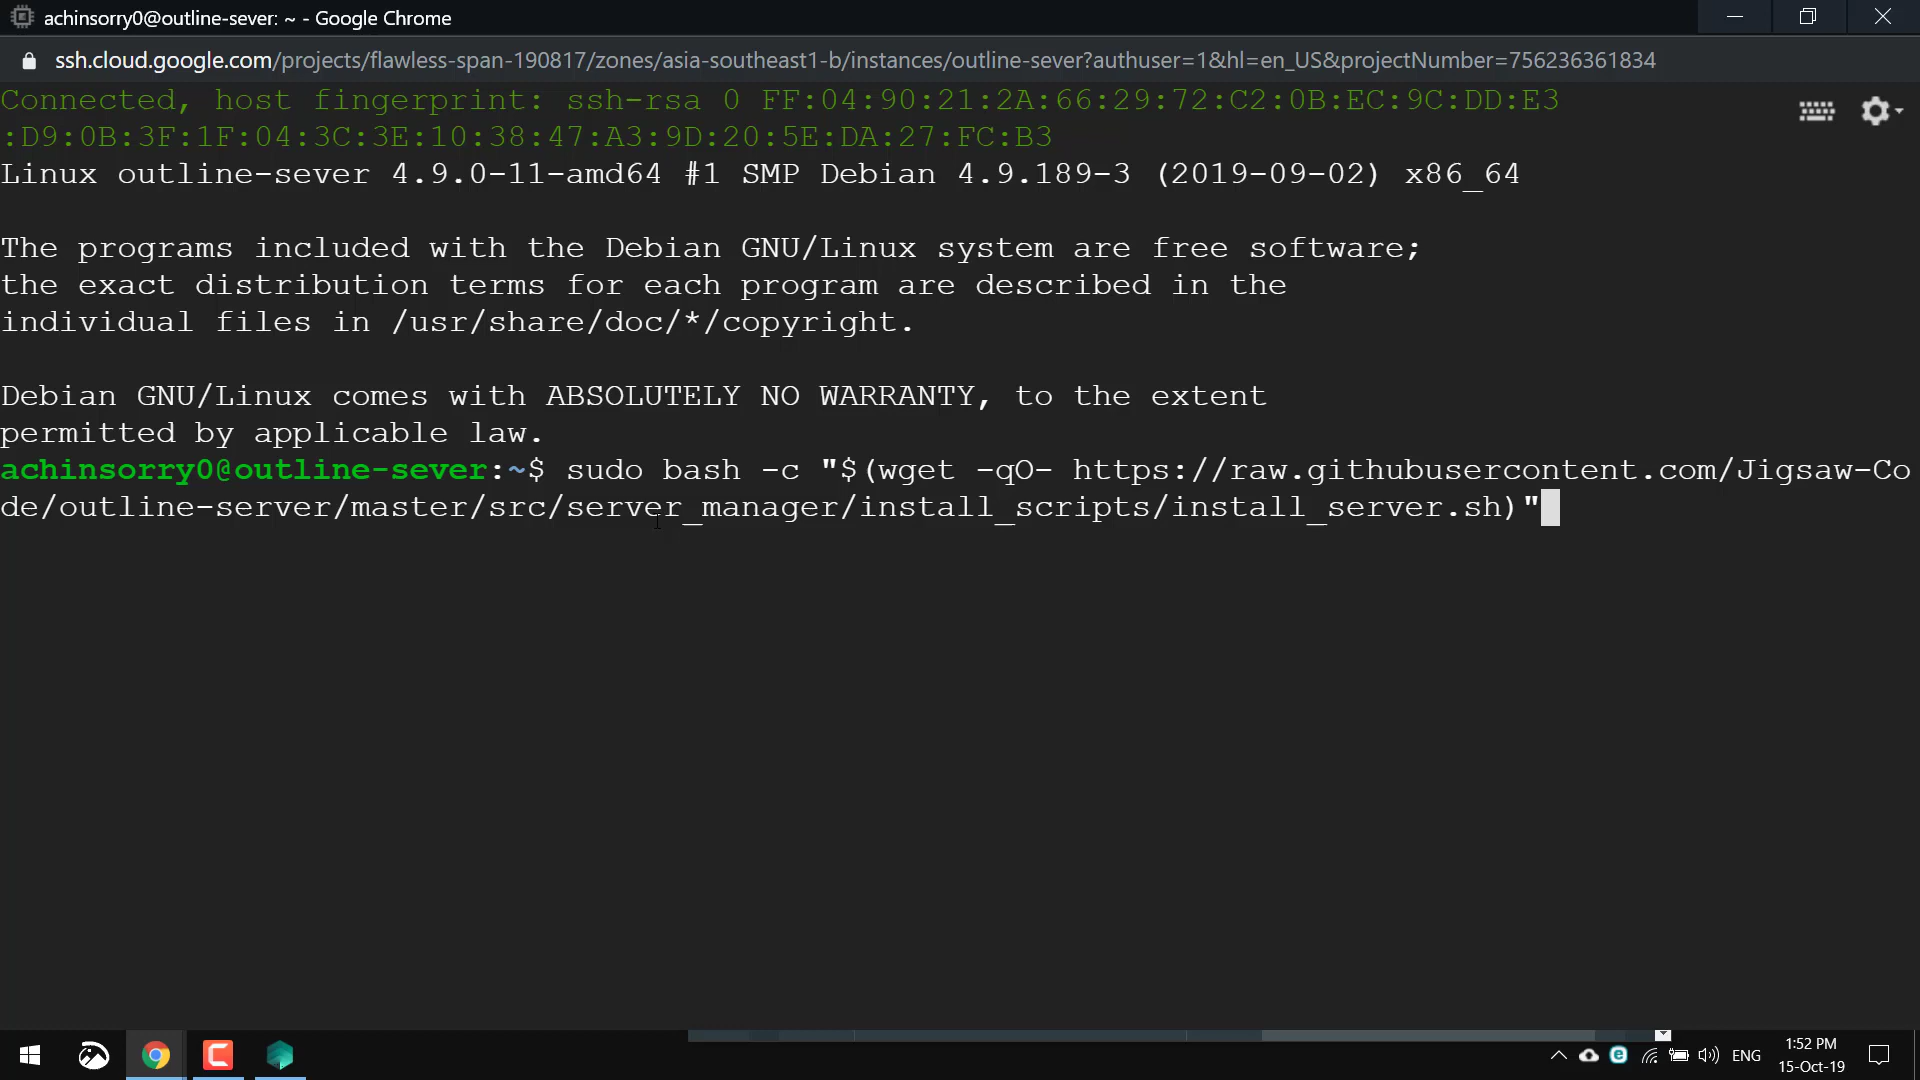 achinsorry0@outline-sever: ~ - Google Chrome
ssh.cloud.google.com/projects/flawless-span-190817/zones/asia-southeast1-b/instances/outline-sever?authuser=1&hl=en_US&projectNumber=756236361834
Connected, host fingerprint: ssh-rsa 0 FF:04:90:21:2A:66:29:72:C2:0B:EC:9C:DD:E3
:D9:0B:3F:1F:04:3C:3E:10:38:47:A3:9D:20:5E:DA:27:FC:B3
Linux outline-sever 4.9.0-11-amd64 #1 SMP Debian 4.9.189-3 (2019-09-02) x86_64
The programs included with the Debian GNU/Linux system are free software;
the exact distribution terms for each program are described in the
individual files in /usr/share/doc/*/copyright.
Debian GNU/Linux comes with ABSOLUTELY NO WARRANTY, to the extent
permitted by applicable law.
achinsorry0@outline-sever:~$ sudo bash -c "$(wget -qO- https://raw.githubusercontent.com/Jigsaw-Co
de/outline-server/master/src/server_manager/install_scripts/install_server.sh)"
ENG
1:52 PM
15-Oct-19